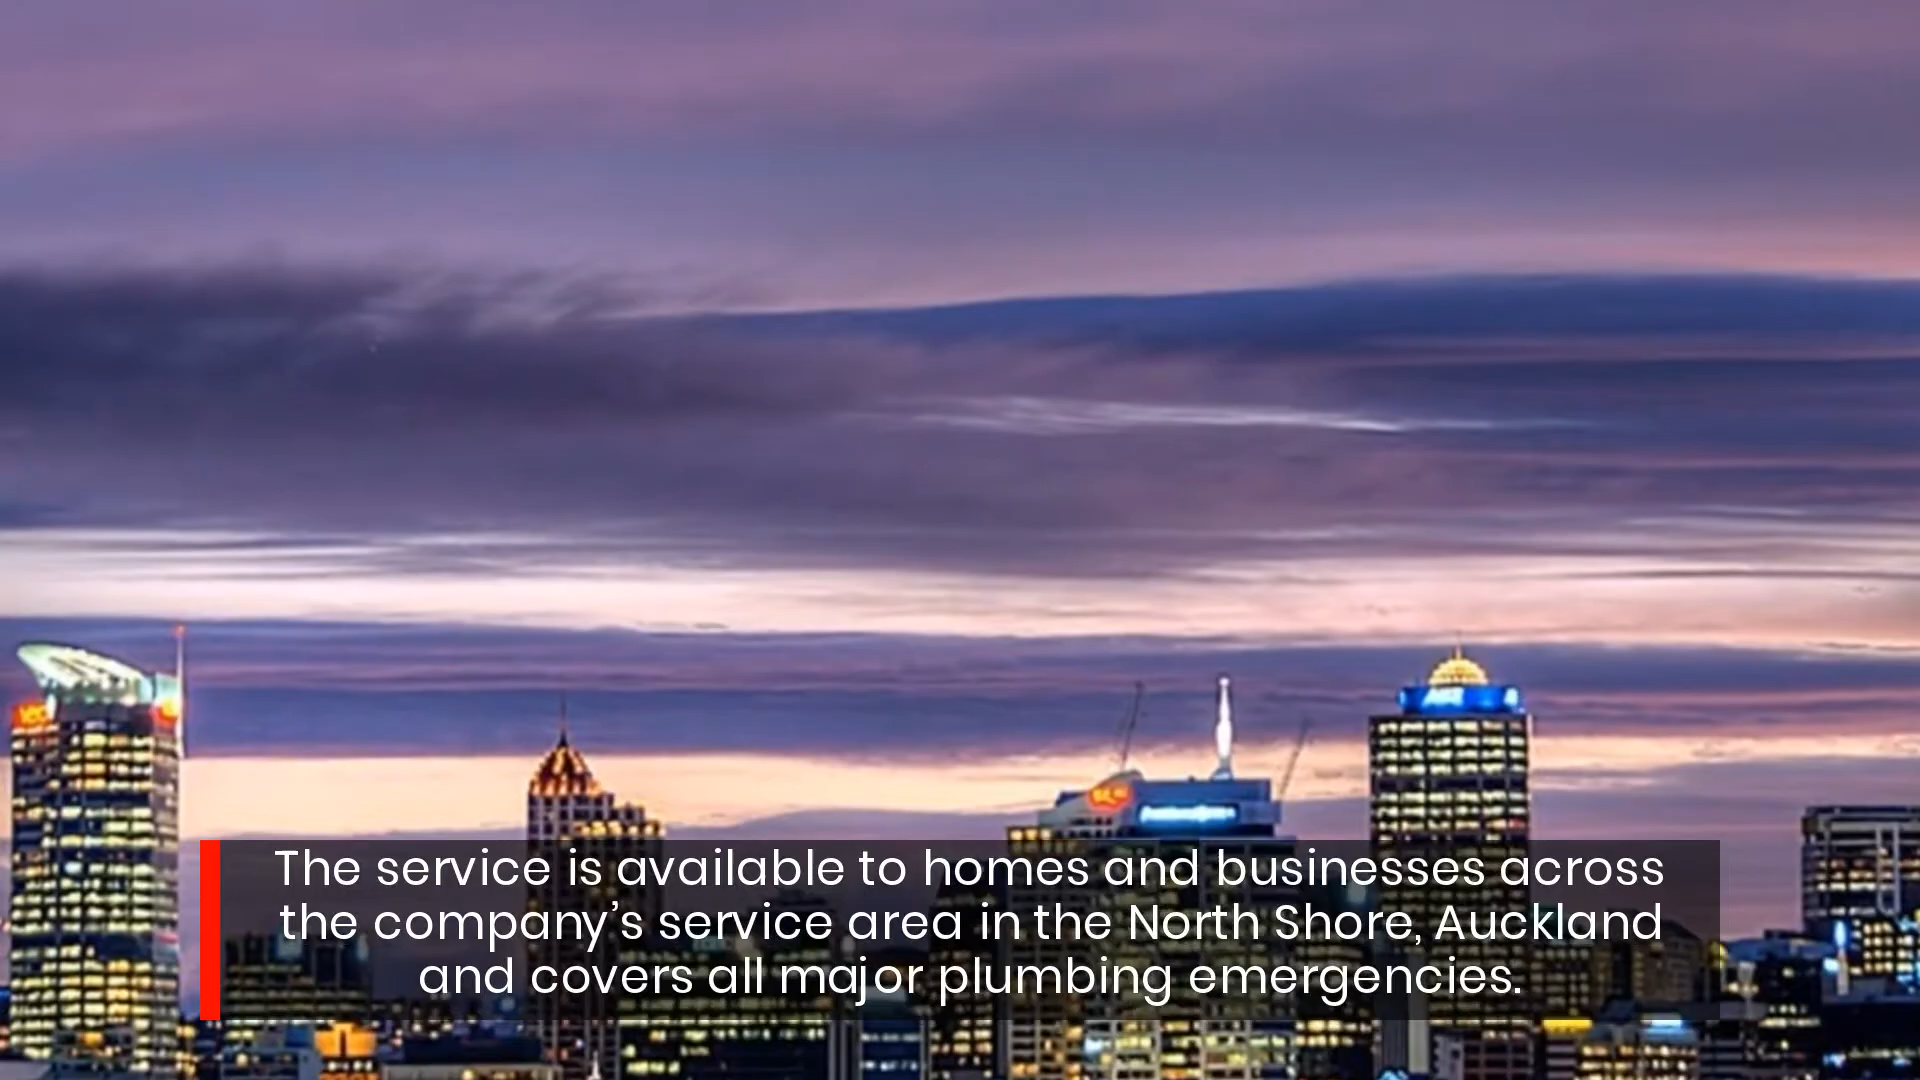 The service is available to homes and businesses across
the company's service area in the North Shore, Auckland
and covers all major plumbing emergencies.